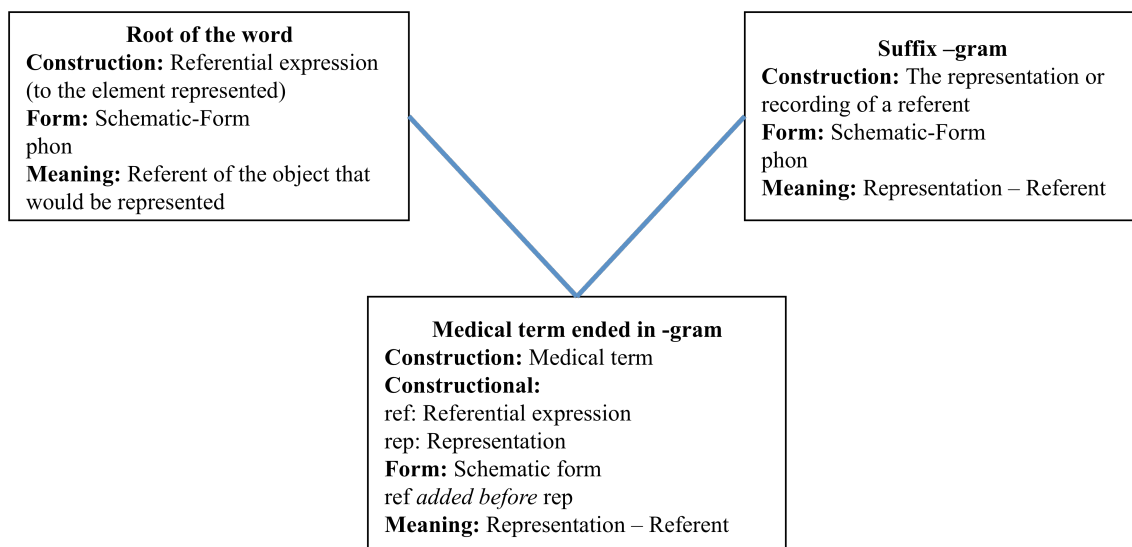 Root of the word
Construction: Referential expression
(to the element represented)
Form: Schematic-Form
phon
Meaning: Referent of the object that
would be represented
Suffix –gram
Construction: The representation or
recording of a referent
Form: Schematic-Form
phon
Meaning: Representation – Referent
Medical term ended in -gram
Construction: Medical term
Constructional:
ref: Referential expression
rep: Representation
Form: Schematic form
ref added before rep
Meaning: Representation – Referent